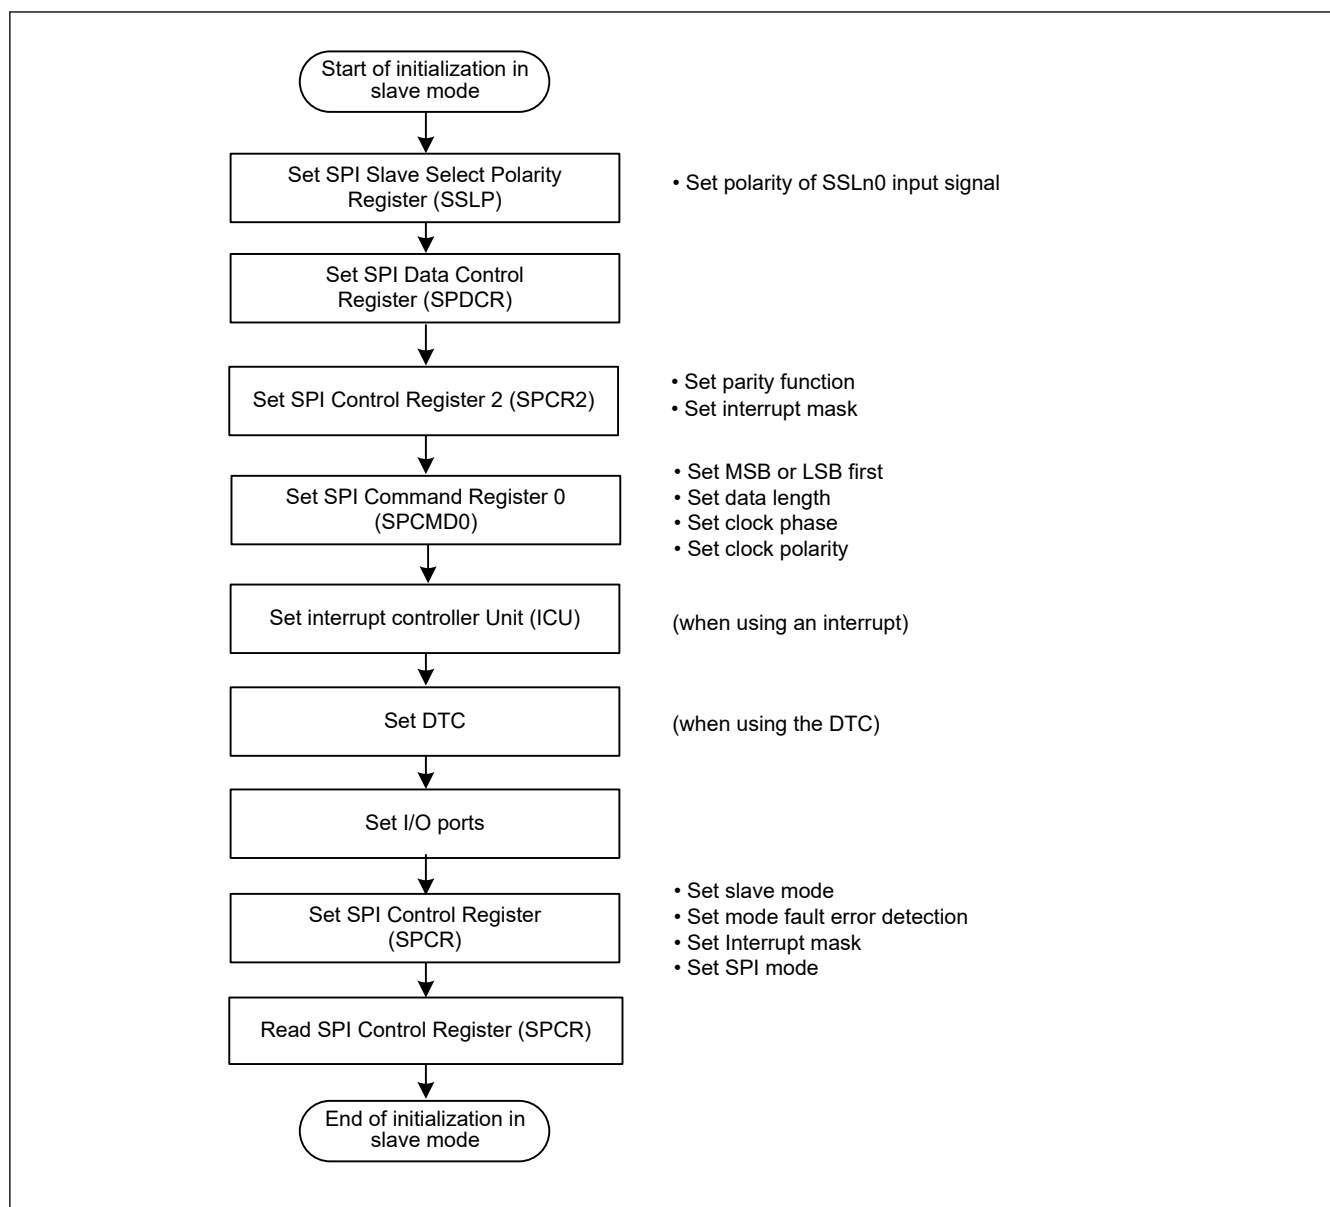 Start of initialization in
slave mode
Set SPI Slave Select Polarity
Register (SSLP)
• Set polarity of SSLn0 input signal
Set SPI Data Control
Register (SPDCR)
Set SPI Control Register 2 (SPCR2)
• Set parity function
• Set interrupt mask
Set SPI Command Register 0
(SPCMD0)
• Set MSB or LSB first
• Set data length
• Set clock phase
• Set clock polarity
Set interrupt controller Unit (ICU)
(when using an interrupt)
Set DTC
(when using the DTC)
Set I/O ports
Set SPI Control Register
(SPCR)
• Set slave mode
• Set mode fault error detection
• Set Interrupt mask
• Set SPI mode
Read SPI Control Register (SPCR)
End of initialization in
slave mode